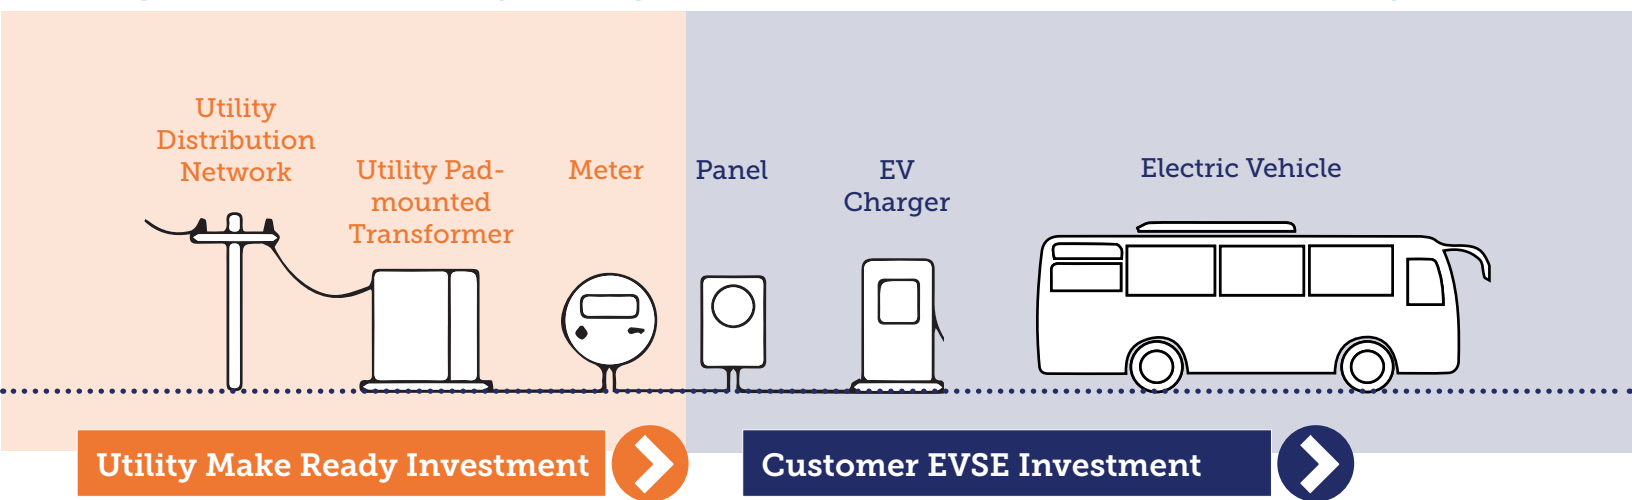 Utility
Distribution
Network
Utility Pad-
mounted
Transformer
Meter
Panel
EV
Charger
Electric Vehicle
Utility Make Ready Investment
Customer EVSE Investment